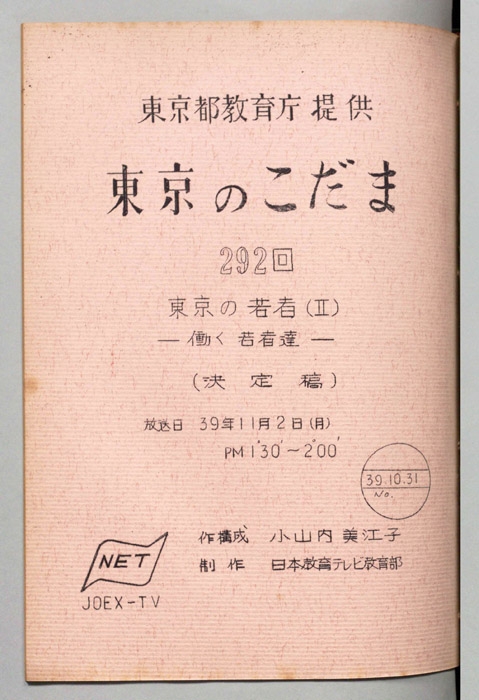 東京都教育庁 提供
東京のこだま
292回
東京の若者(Ⅱ)
― 働く若者達 ―
(決定稿)
放送日 39年11月2日(月)
PM1'30'~2'00'
39.10.31
No.
作構成 小山内美江子
制作 日本教育テレビ教育部
NET
JOEX-TV